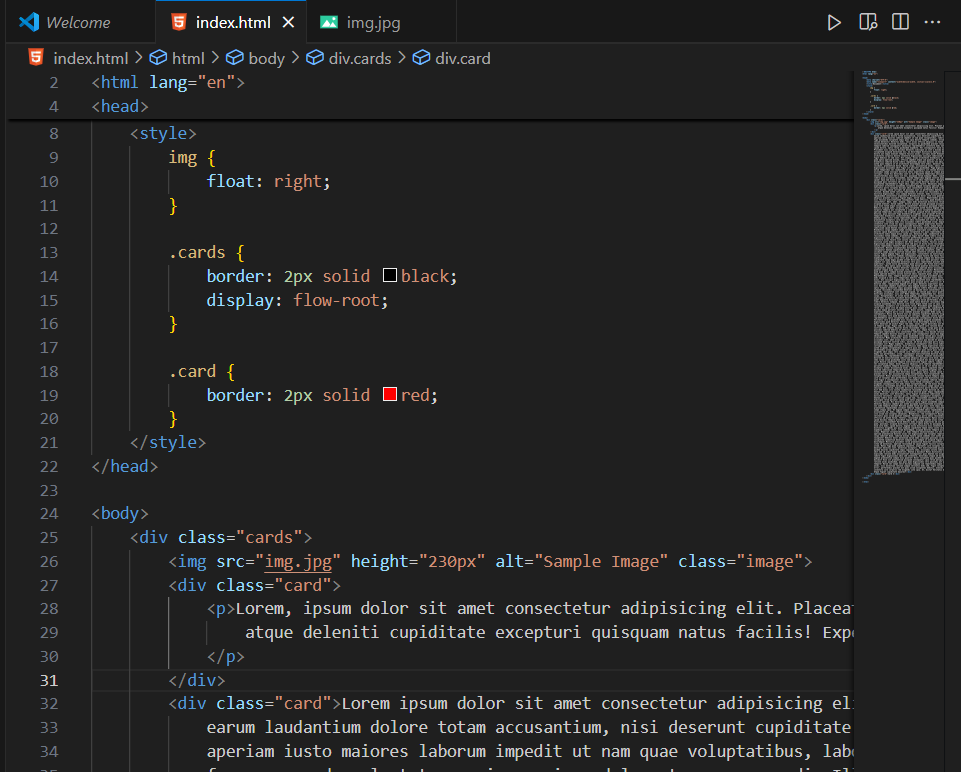 Welcome
index.html
img.jpg
index.html > html > body > div.cards > div.card
2 <html lang="en">
4 <head>
8 <style>
9 img {
10 float: right;
11 }
12
13 .cards {
14 border: 2px solid black;
15 display: flow-root;
16 }
17
18 .card {
19 border: 2px solid red;
20 }
21 </style>
22 </head>
23
24 <body>
25 <div class="cards">
26 <img src="img.jpg" height="230px" alt="Sample Image" class="image">
27 <div class="card">
28 <p>Lorem, ipsum dolor sit amet consectetur adipisicing elit. Placeat
29 atque deleniti cupiditate excepturi quisquam natus facilis! Expe
30 </p>
31 </div>
32 <div class="card">Lorem ipsum dolor sit amet consectetur adipisicing eli
33 earum laudantium dolore totam accusantium, nisi deserunt cupiditate
34 aperiam iusto maiores laborum impedit ut nam quae voluptatibus, labo